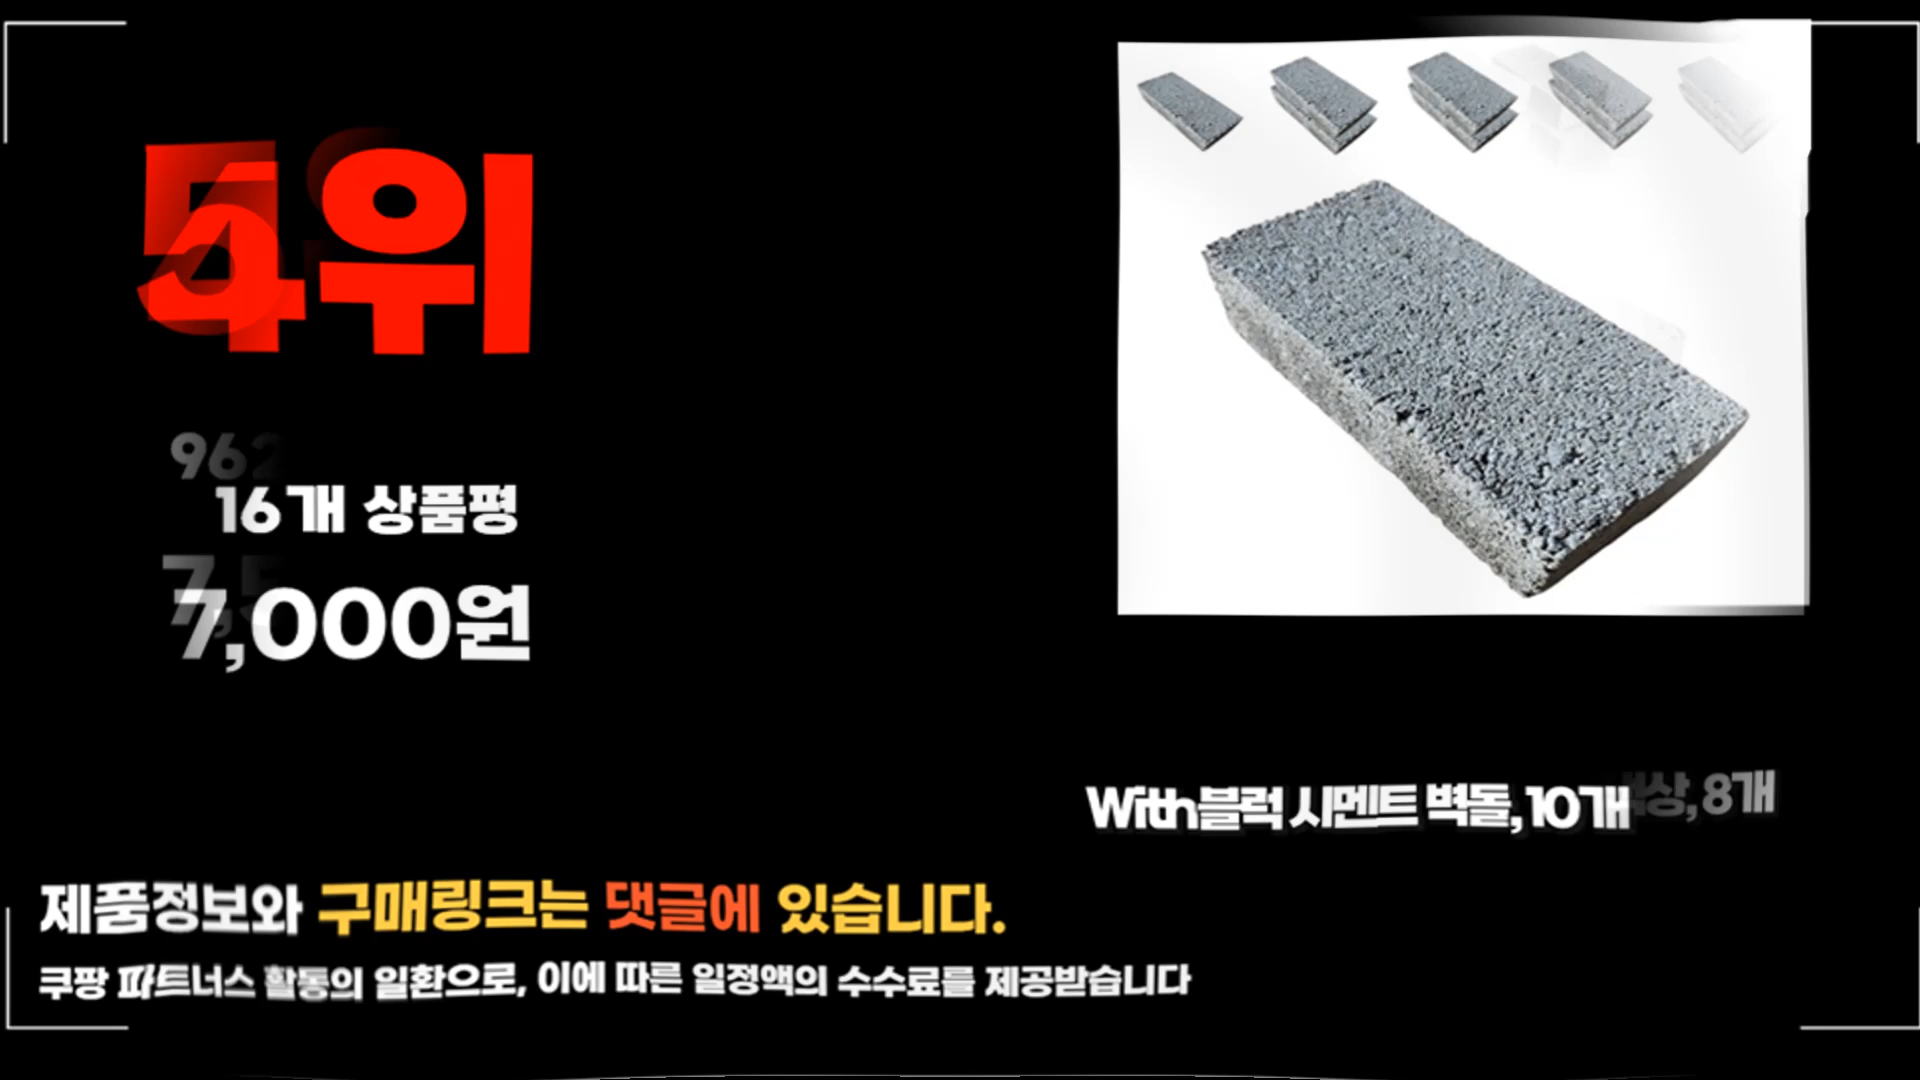 4위
16개 상품평
7,000원
With블럭 시멘트 벽돌, 10개
제품정보와 구매링크는 댓글에 있습니다.
쿠팡 파트너스 활동의 일환으로, 이에 따른 일정액의 수수료를 제공받습니다